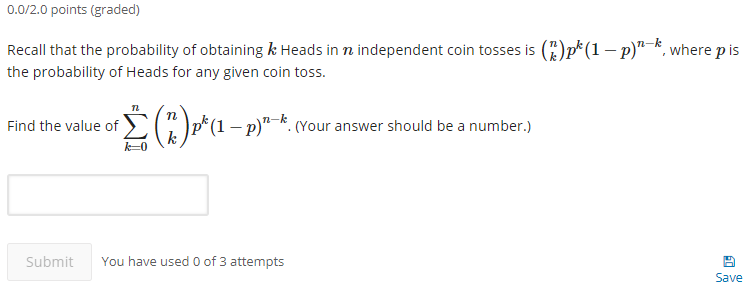 0.0/2.0 points (graded)
Recall that the probability of obtaining k Heads in n independent coin tosses is \binom{n}{k}p^k(1 − p)^{n−k}, where p is
the probability of Heads for any given coin toss.
Find the value of \sum_{k=0}^{n} \binom{n}{k} p^k (1 − p)^{n−k}. (Your answer should be a number.)
Submit You have used 0 of 3 attempts
Save